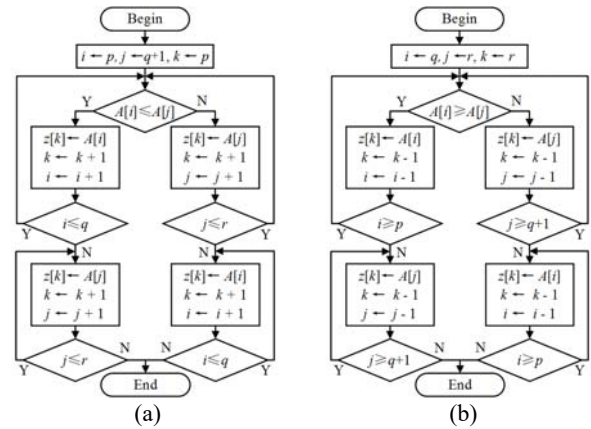 Begin
i ← p, j ← q+1, k ← p
A[i]≤A[j]
Y
N
z[k]← A[i]
k ← k + 1
i ← i + 1
z[k]← A[j]
k ← k + 1
j ← j + 1
i≤q
Y
N
j≤r
Y
N
z[k]← A[j]
k ← k + 1
j ← j + 1
z[k]← A[i]
k ← k + 1
i ← i + 1
j≤r
Y
N
i≤q
Y
N
End
(a)
Begin
i ← q, j ←r, k ← r
A[i]≥A[j]
Y
N
z[k]← A[i]
k ← k - 1
i ← i - 1
z[k]← A[j]
k ← k - 1
j ← j - 1
i≥p
Y
N
j≥q+1
Y
N
z[k]← A[j]
k ← k - 1
j ← j - 1
z[k]← A[i]
k ← k - 1
i ← i - 1
j≥q+1
Y
N
i≥p
Y
N
End
(b)